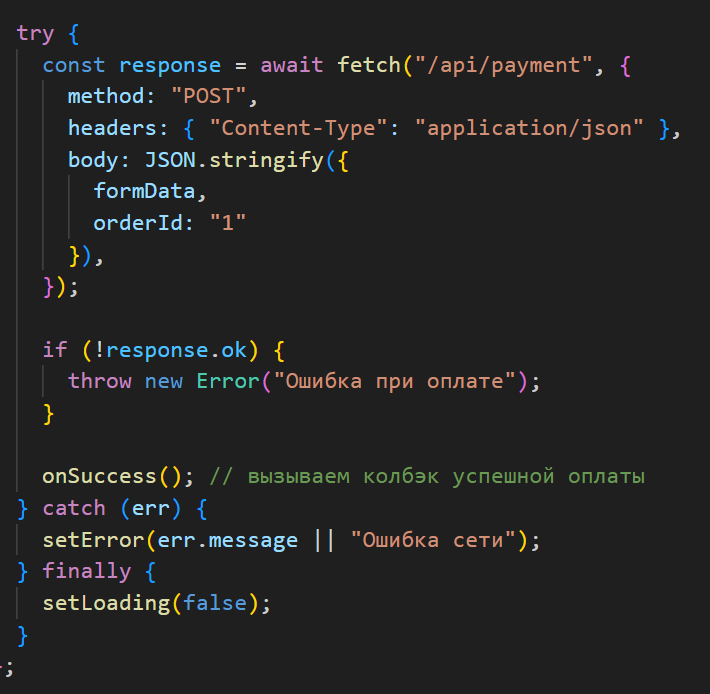 try {
const response = await fetch("/api/payment", {
method: "POST",
headers: { "Content-Type": "application/json" },
body: JSON.stringify({
formData,
orderId: "1"
}),
});
if (!response.ok) {
throw new Error("Ошибка при оплате");
}
onSuccess(); // вызываем колбэк успешной оплаты
} catch (err) {
setError(err.message || "Ошибка сети");
} finally {
setLoading(false);
}
};